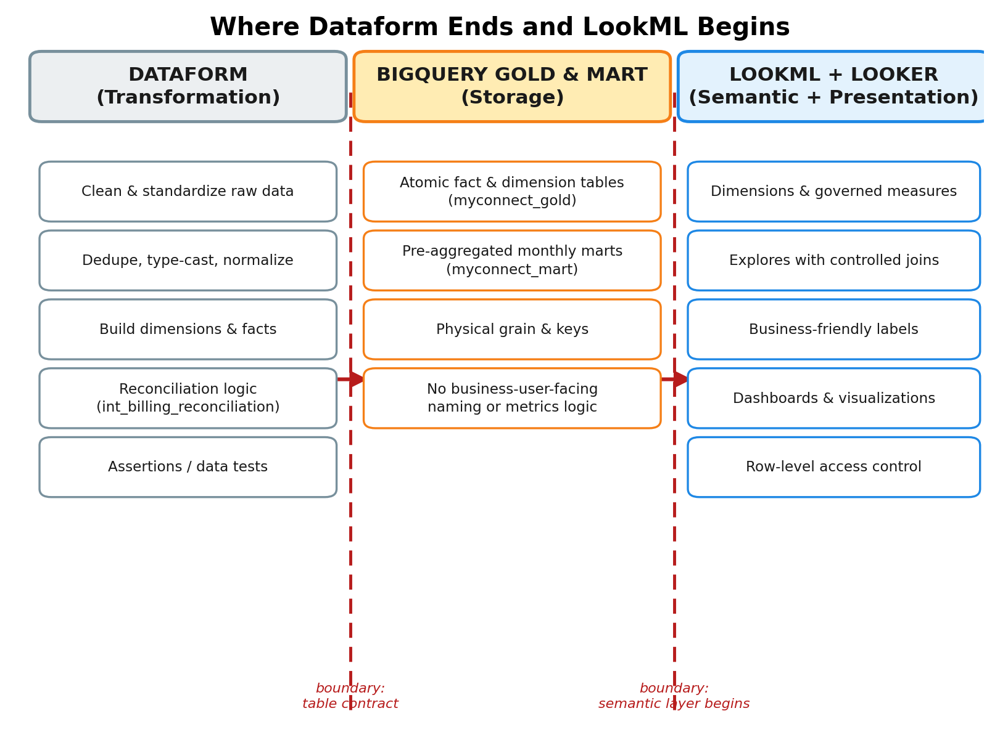 Where Dataform Ends and LookML Begins
DATAFORM
(Transformation)
Clean & standardize raw data
Dedupe, type-cast, normalize
Build dimensions & facts
Reconciliation logic
(int_billing_reconciliation)
Assertions / data tests
BIGQUERY GOLD & MART
(Storage)
Atomic fact & dimension tables
(myconnect_gold)
Pre-aggregated monthly marts
(myconnect_mart)
Physical grain & keys
No business-user-facing
naming or metrics logic
LOOKML + LOOKER
(Semantic + Presentation)
Dimensions & governed measures
Explores with controlled joins
Business-friendly labels
Dashboards & visualizations
Row-level access control
boundary:
table contract
boundary:
semantic layer begins